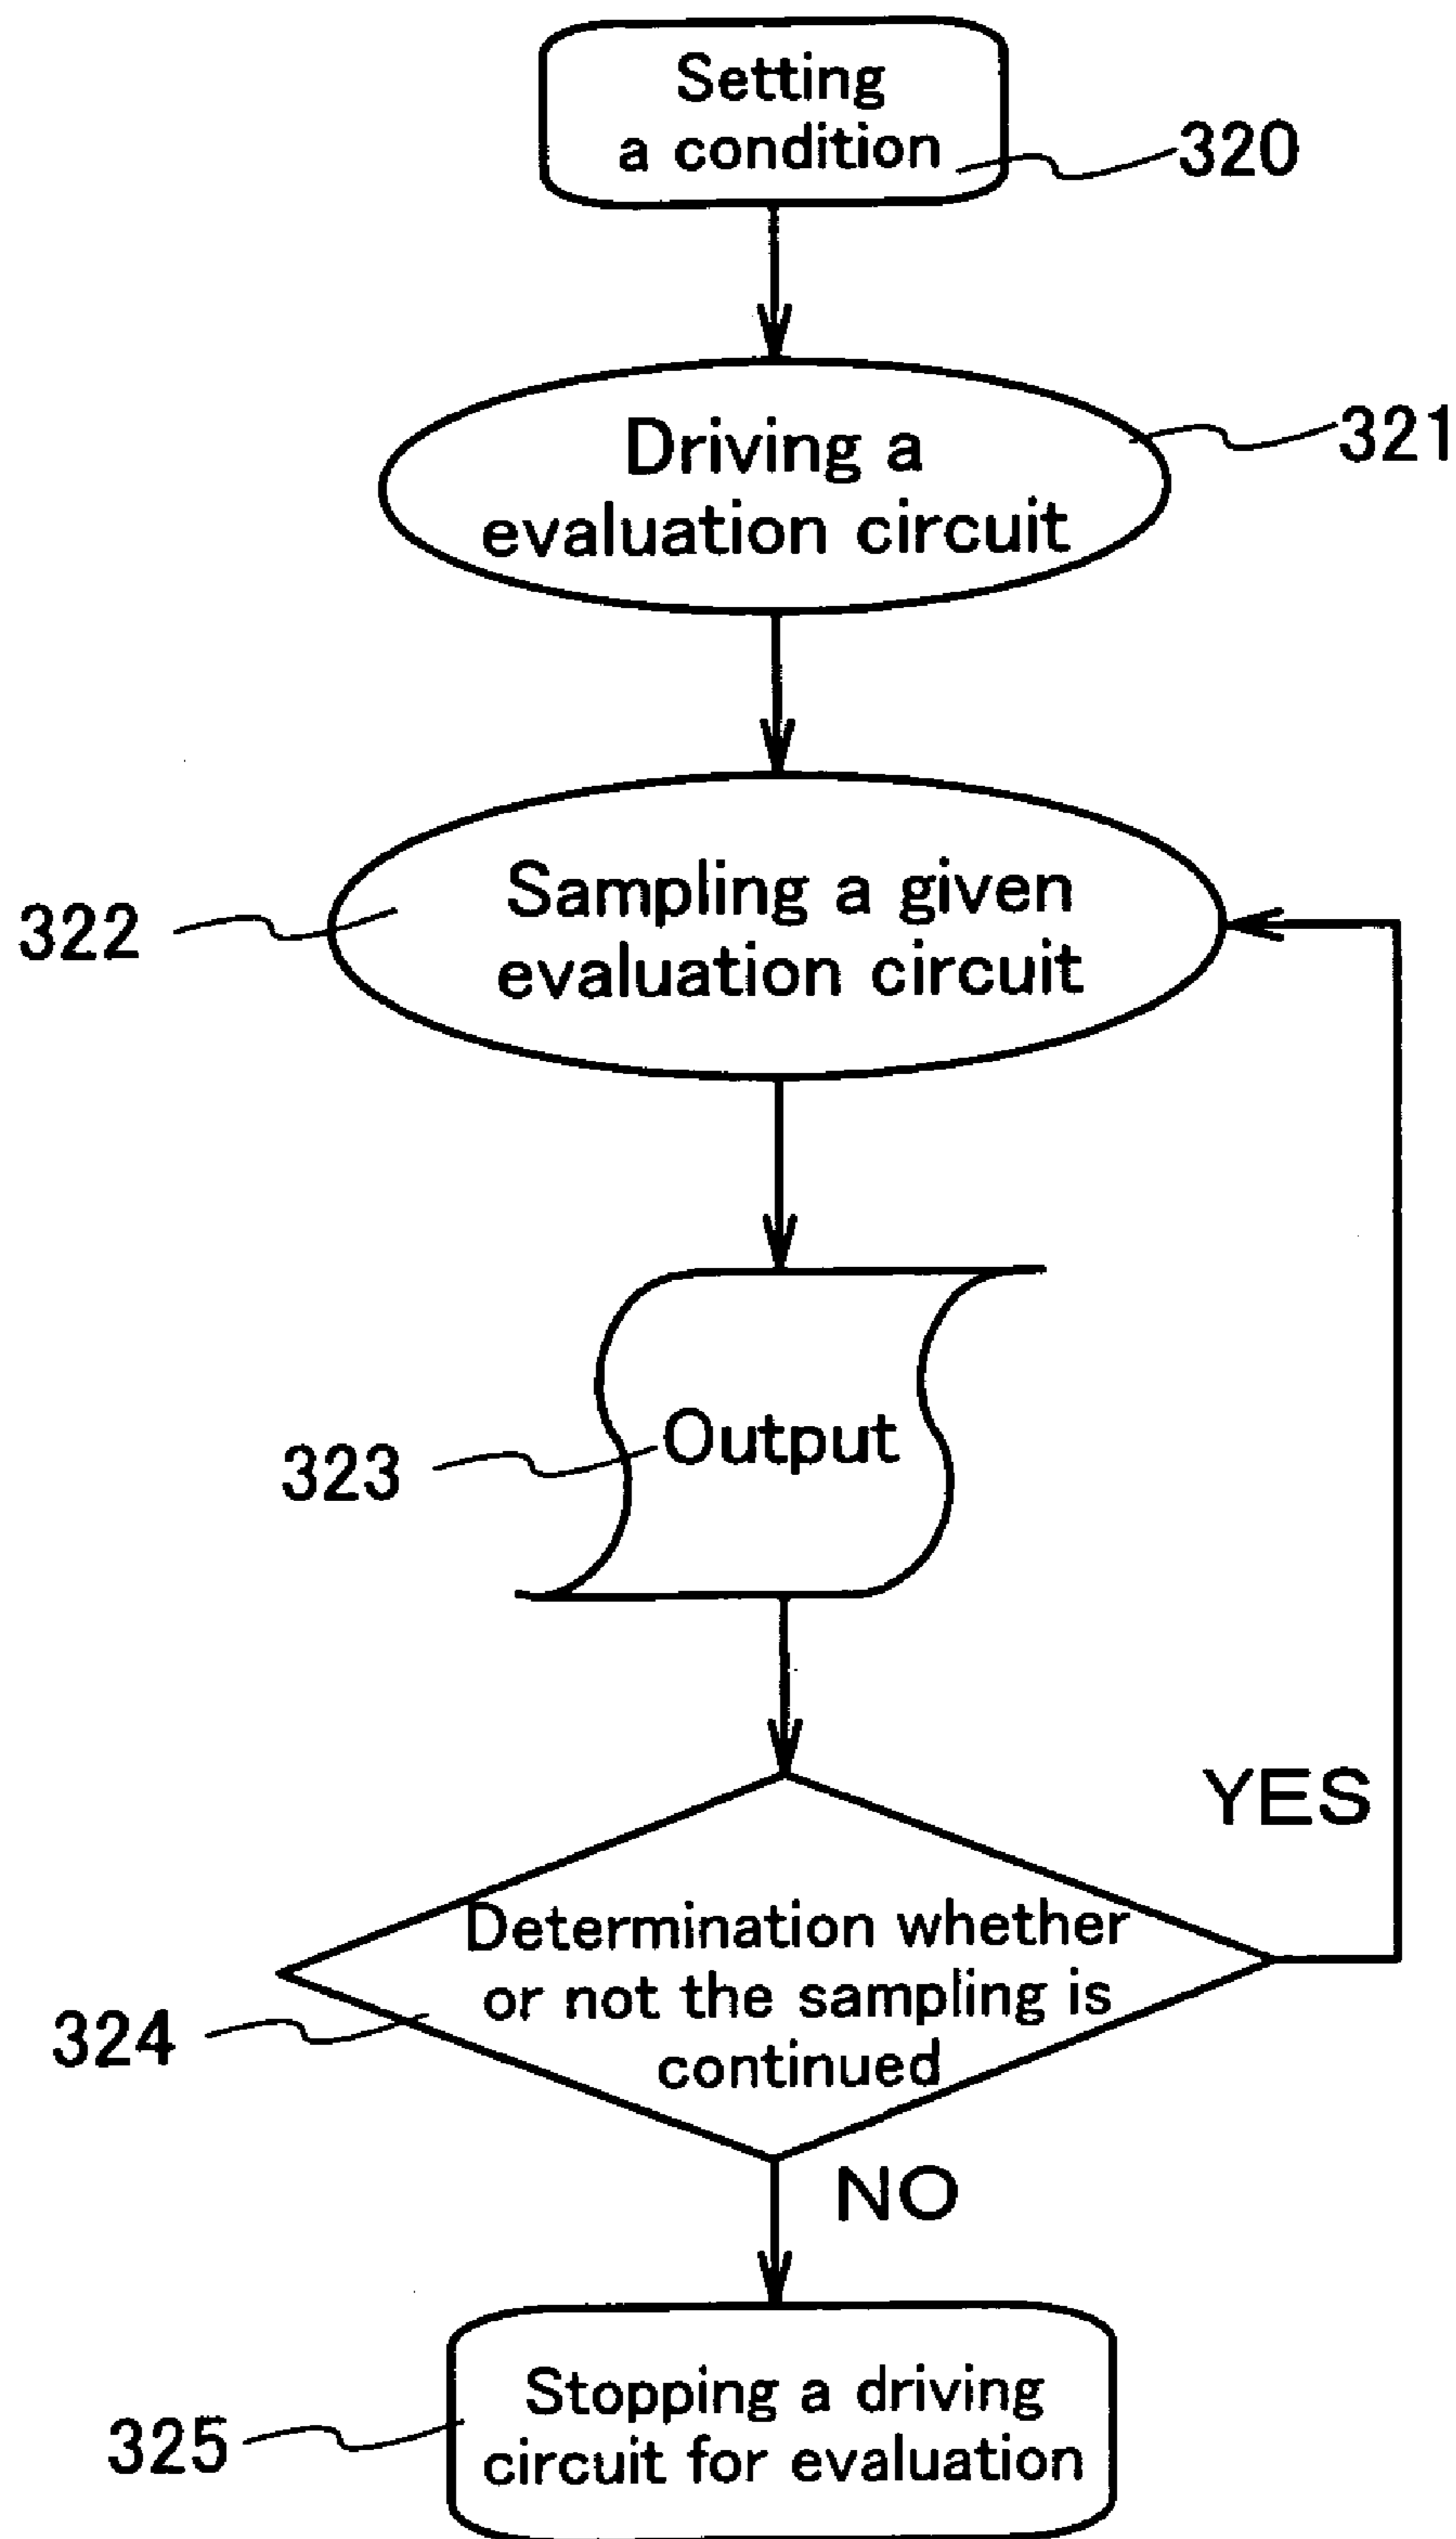 Setting
a condition
320
Driving a
evaluation circuit
321
Sampling a given
evaluation circuit
322
Output
323
YES
Determination whether
or not the sampling is
continued
324
NO
Stopping a driving
circuit for evaluation
325